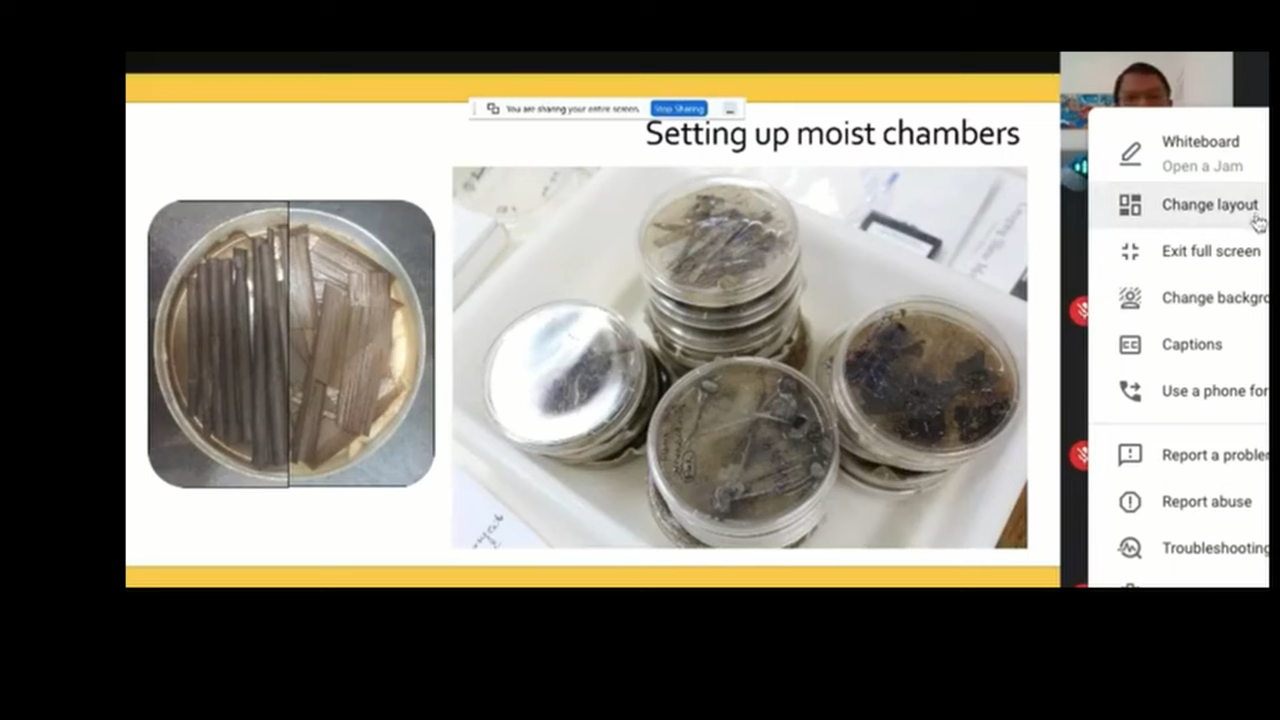 You are sharing your entire screen.
Stop Sharing
Setting up moist chambers
Whiteboard
Open a Jam
Change layout
Exit full screen
Change backgro
Captions
Use a phone for
Report a proble
Report abuse
Troubleshooting